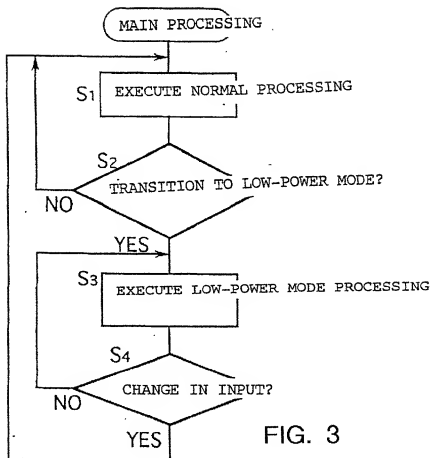 MAIN PROCESSING
S1
EXECUTE NORMAL PROCESSING
S2
TRANSITION TO LOW-POWER MODE?
NO
YES
S3
EXECUTE LOW-POWER MODE PROCESSING
S4
CHANGE IN INPUT?
NO
YES
FIG. 3